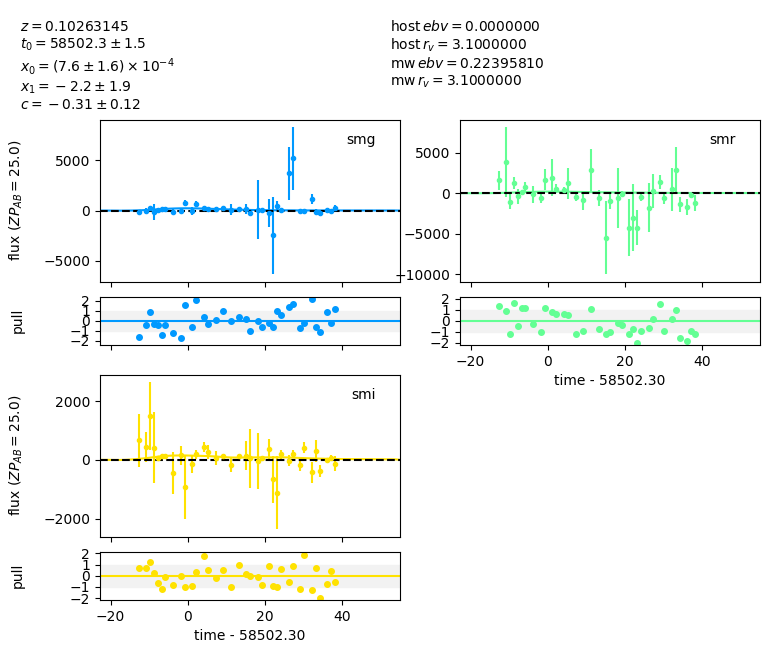 z = 0.10263145
t₀ = 58502.3 ± 1.5
x₀ = (7.6 ± 1.6) × 10⁻⁴
x₁ = −2.2 ± 1.9
c = −0.31 ± 0.12
host ebv = 0.0000000
host r_v = 3.1000000
mw ebv = 0.22395810
mw r_v = 3.1000000
smg
flux (ZP_AB = 25.0)
5000
0
−5000
pull
2
1
0
−1
−2
smr
5000
0
−5000
−10000
2
1
0
−1
−2
−20 0 20 40
time - 58502.30
smi
flux (ZP_AB = 25.0)
2000
0
−2000
pull
2
1
0
−1
−2
−20 0 20 40
time - 58502.30